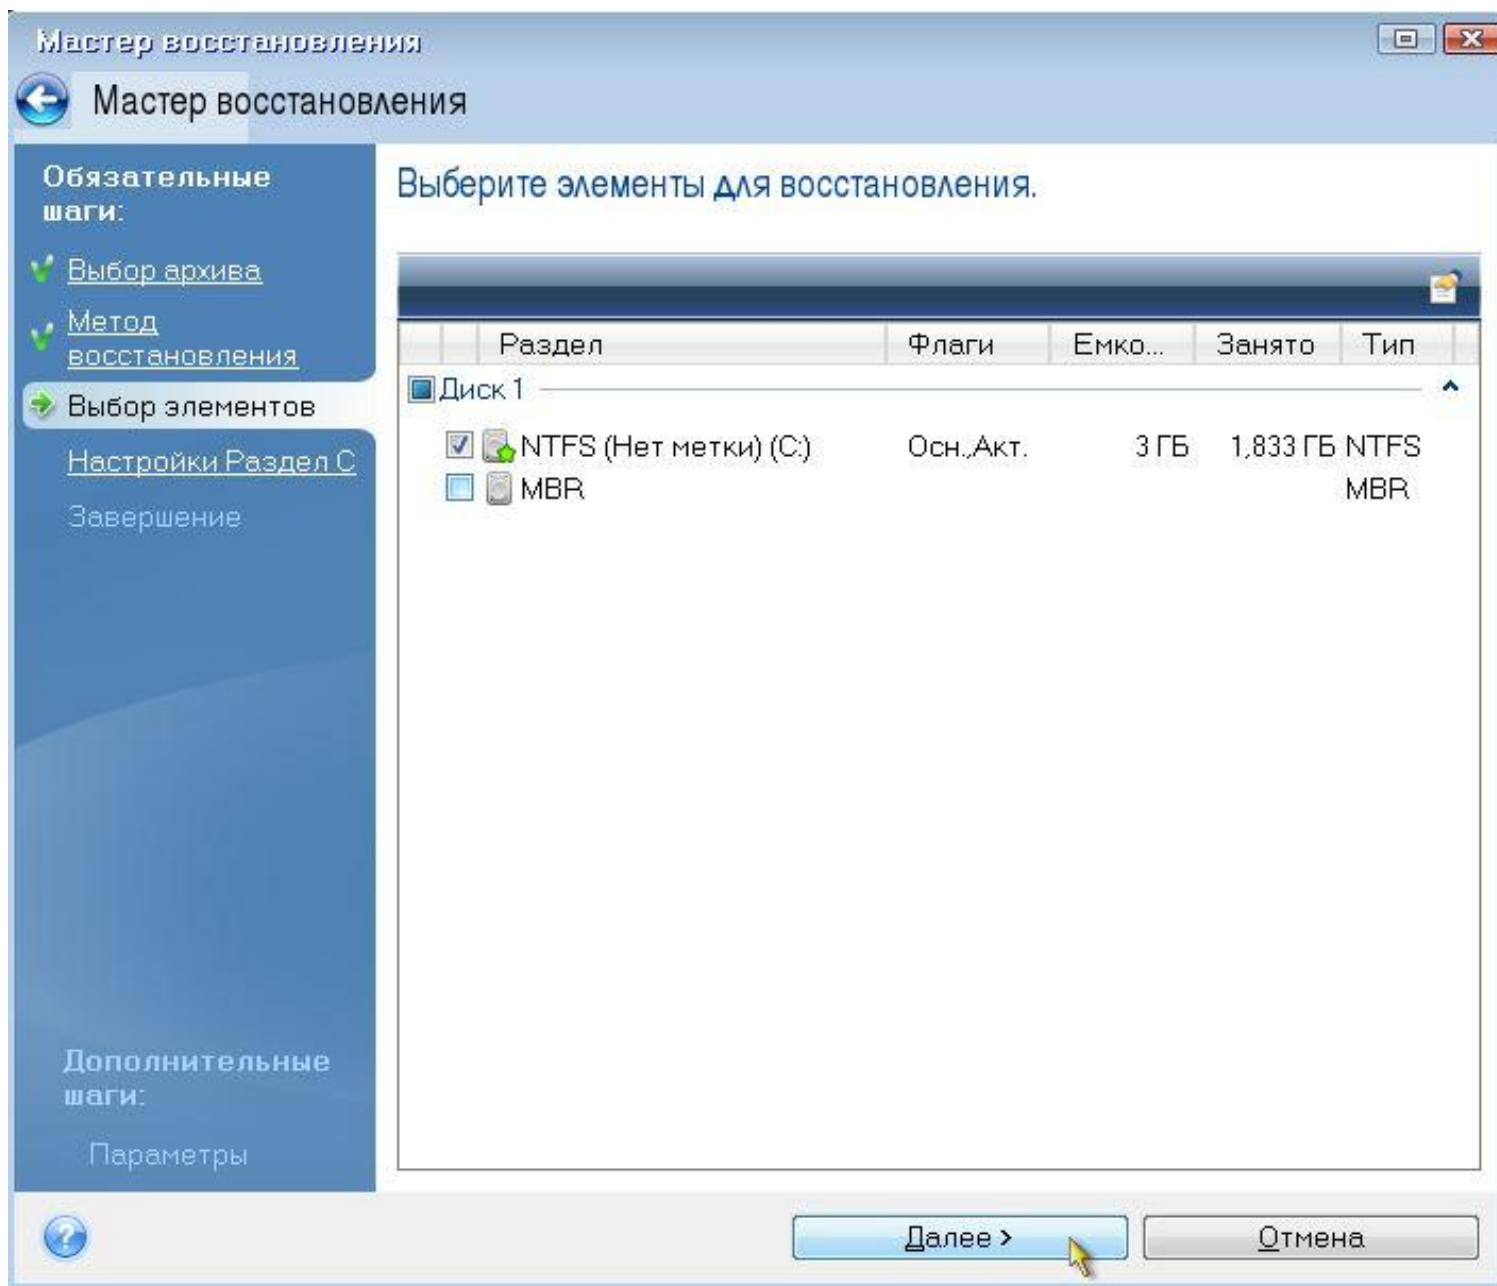 Мастер восстановления
Мастер восстановления
Обязательные
шаги:
Выбор архива
Метод
восстановления
Выбор элементов
Настройки Раздел C
Завершение
Дополнительные
шаги:
Параметры
Выберите элементы для восстановления.
Раздел Флаги Емко... Занято Тип
Диск 1
NTFS (Нет метки) (C:) Осн.,Акт. 3 ГБ 1,833 ГБ NTFS
MBR MBR
Далее > Отмена